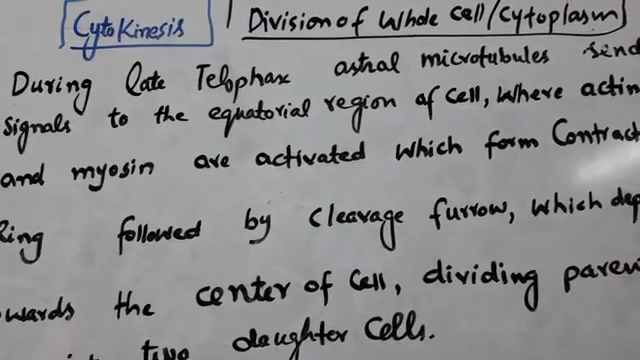 CytoKinesis | Division of Whole cell/Cytoplasm
During late Telophase astral microtubules send
signals to the equatorial region of cell, where actin
and myosin are activated which form Contract
Ring followed by cleavage furrow, which dep
wards the center of cell, dividing paren
two daughter cells.